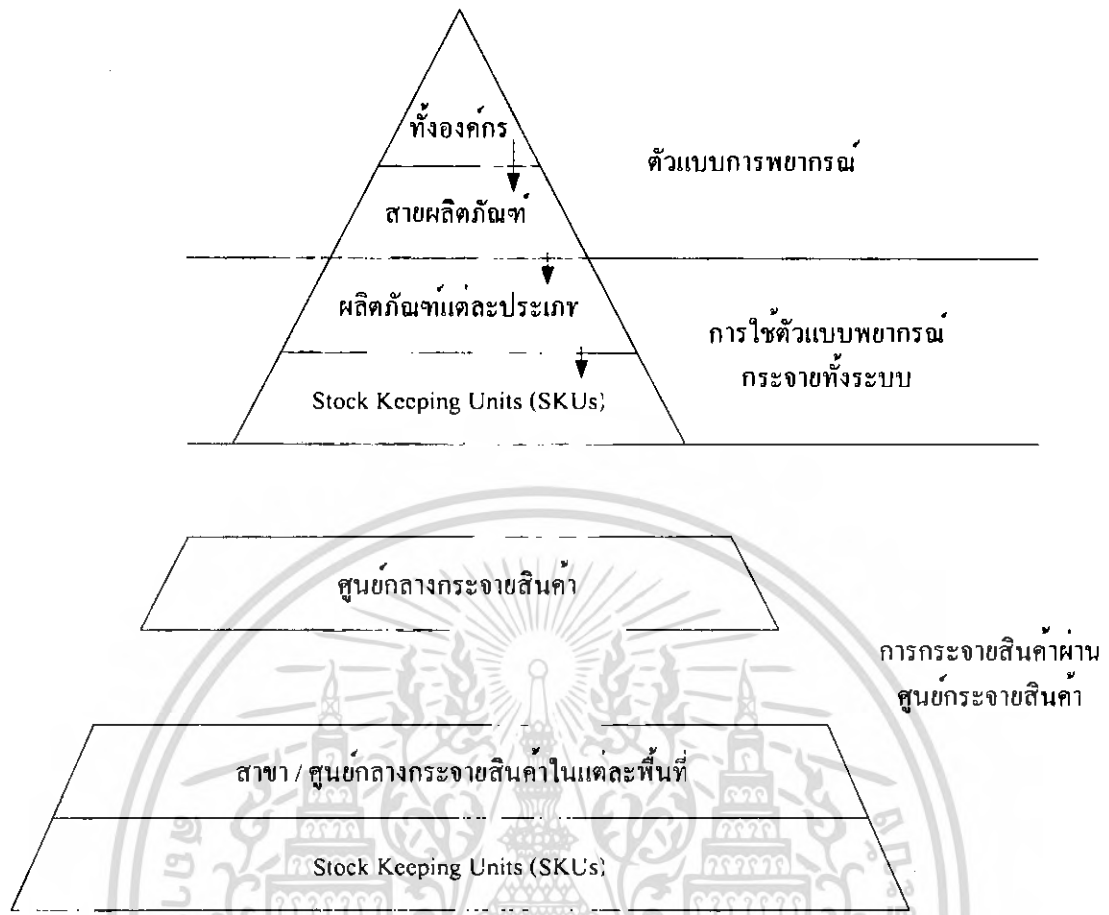 ทั้งองค์กร
ตัวแบบการพยากรณ์
สายผลิตภัณฑ์
ผลิตภัณฑ์แต่ละประเภท
การใช้ตัวแบบพยากรณ์
กระจายทั้งระบบ
Stock Keeping Units (SKUs)
ศูนย์กลางกระจายสินค้า
การกระจายสินค้าผ่าน
ศูนย์กระจายสินค้า
สาขา / ศูนย์กลางกระจายสินค้าในแต่ละพื้นที่
Stock Keeping Units (SKUs)